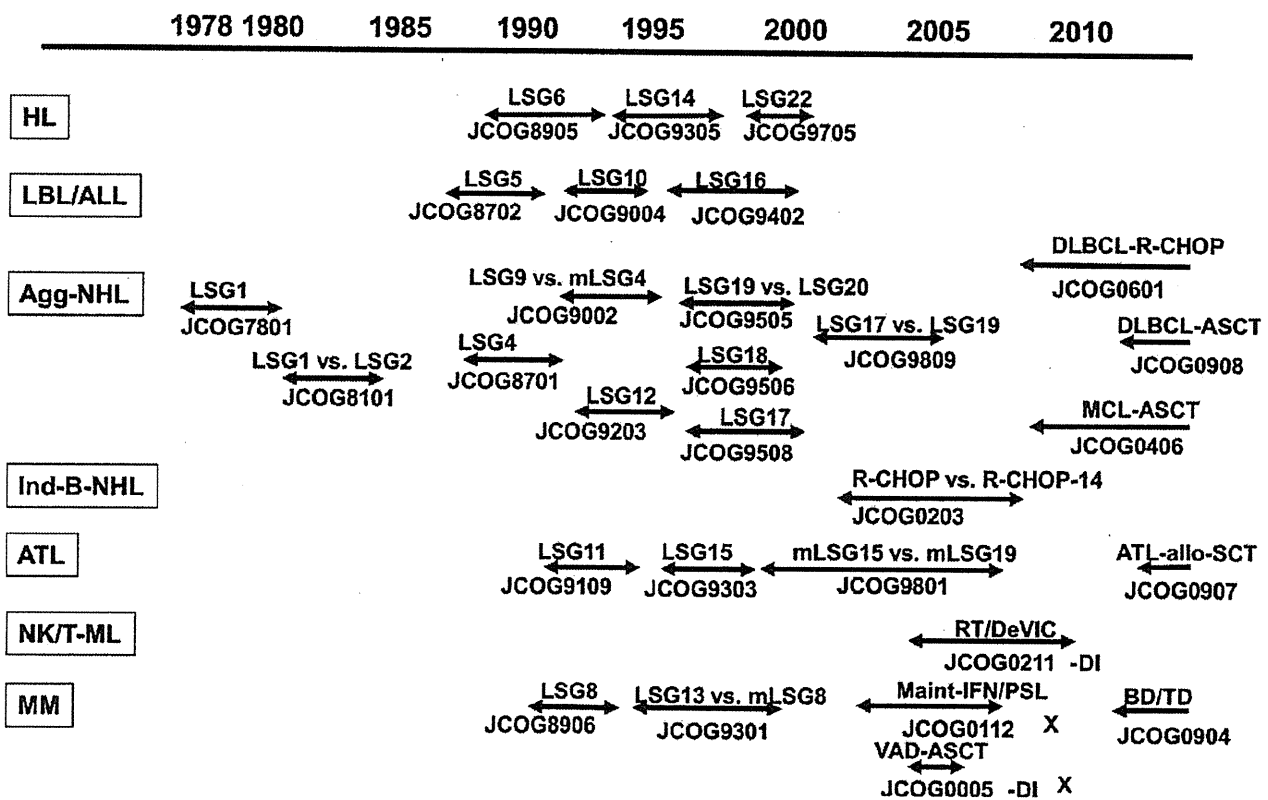 1978 1980 1985 1990 1995 2000 2005 2010
HL
LSG6 LSG14 LSG22
JCOG8905 JCOG9305 JCOG9705
LBL/ALL
LSG5 LSG10 LSG16
JCOG8702 JCOG9004 JCOG9402
DLBCL-R-CHOP
JCOG0601
Agg-NHL
LSG1 LSG9 vs. mLSG4 LSG19 vs. LSG20
JCOG7801 JCOG9002 JCOG9505
LSG17 vs. LSG19 DLBCL-ASCT
JCOG9809 JCOG0908
LSG1 vs. LSG2 LSG4 LSG18
JCOG8101 JCOG8701 JCOG9506
LSG12 LSG17 MCL-ASCT
JCOG9203 JCOG9508 JCOG0406
Ind-B-NHL
R-CHOP vs. R-CHOP-14
JCOG0203
ATL
LSG11 LSG15 mLSG15 vs. mLSG19 ATL-allo-SCT
JCOG9109 JCOG9303 JCOG9801 JCOG0907
NK/T-ML
RT/DeVIC
JCOG0211 -DI
MM
LSG8 LSG13 vs. mLSG8 Maint-IFN/PSL BD/TD
JCOG8906 JCOG9301 JCOG0112 X JCOG0904
VAD-ASCT
JCOG0005 -DI X